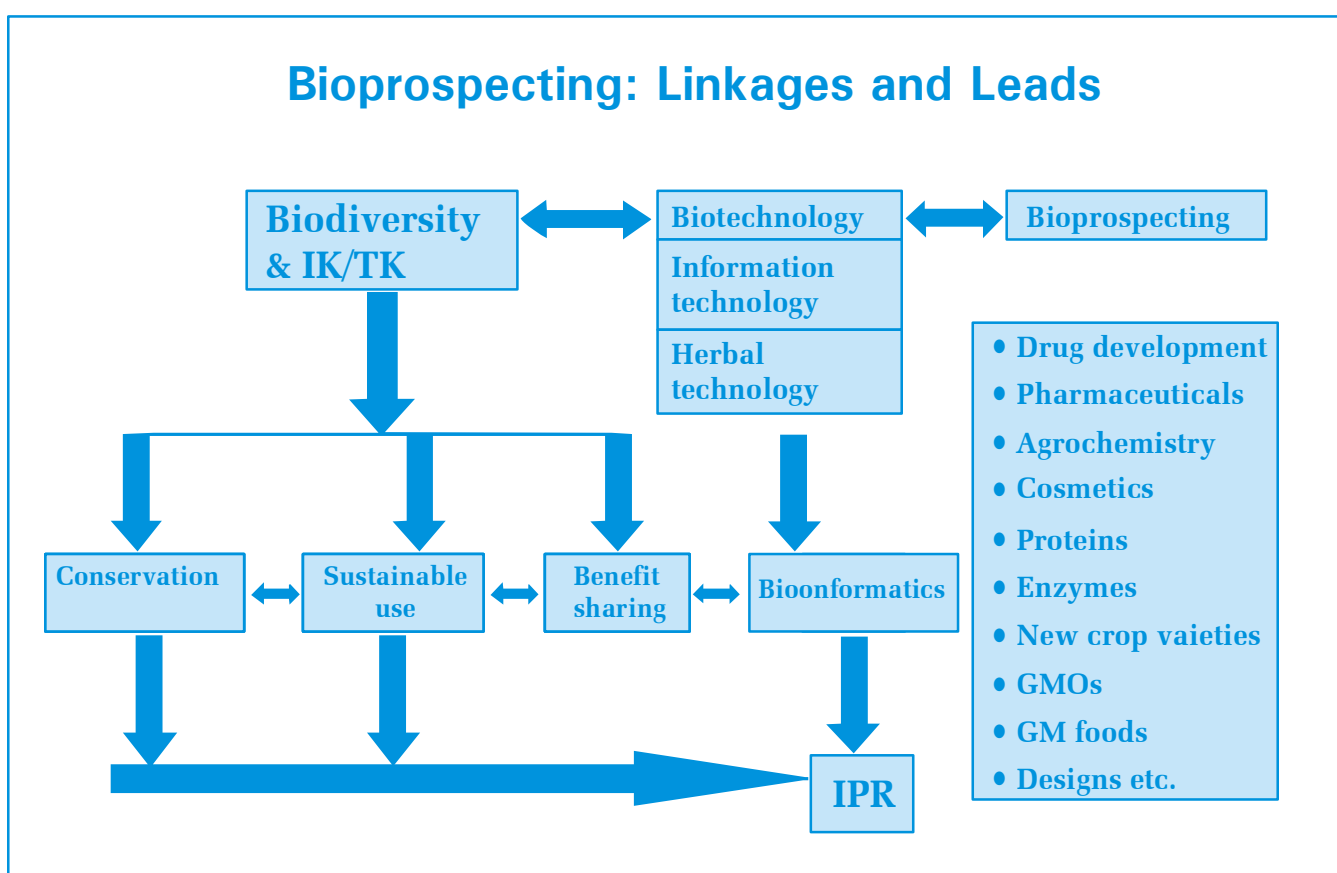 Bioprospecting: Linkages and Leads
Biodiversity
& IK/TK
Biotechnology
Bioprospecting
Information
technology
Herbal
technology
• Drug development
• Pharmaceuticals
• Agrochemistry
• Cosmetics
• Proteins
• Enzymes
• New crop vaieties
• GMOs
• GM foods
• Designs etc.
Conservation
Sustainable
use
Benefit
sharing
Bioonformatics
IPR